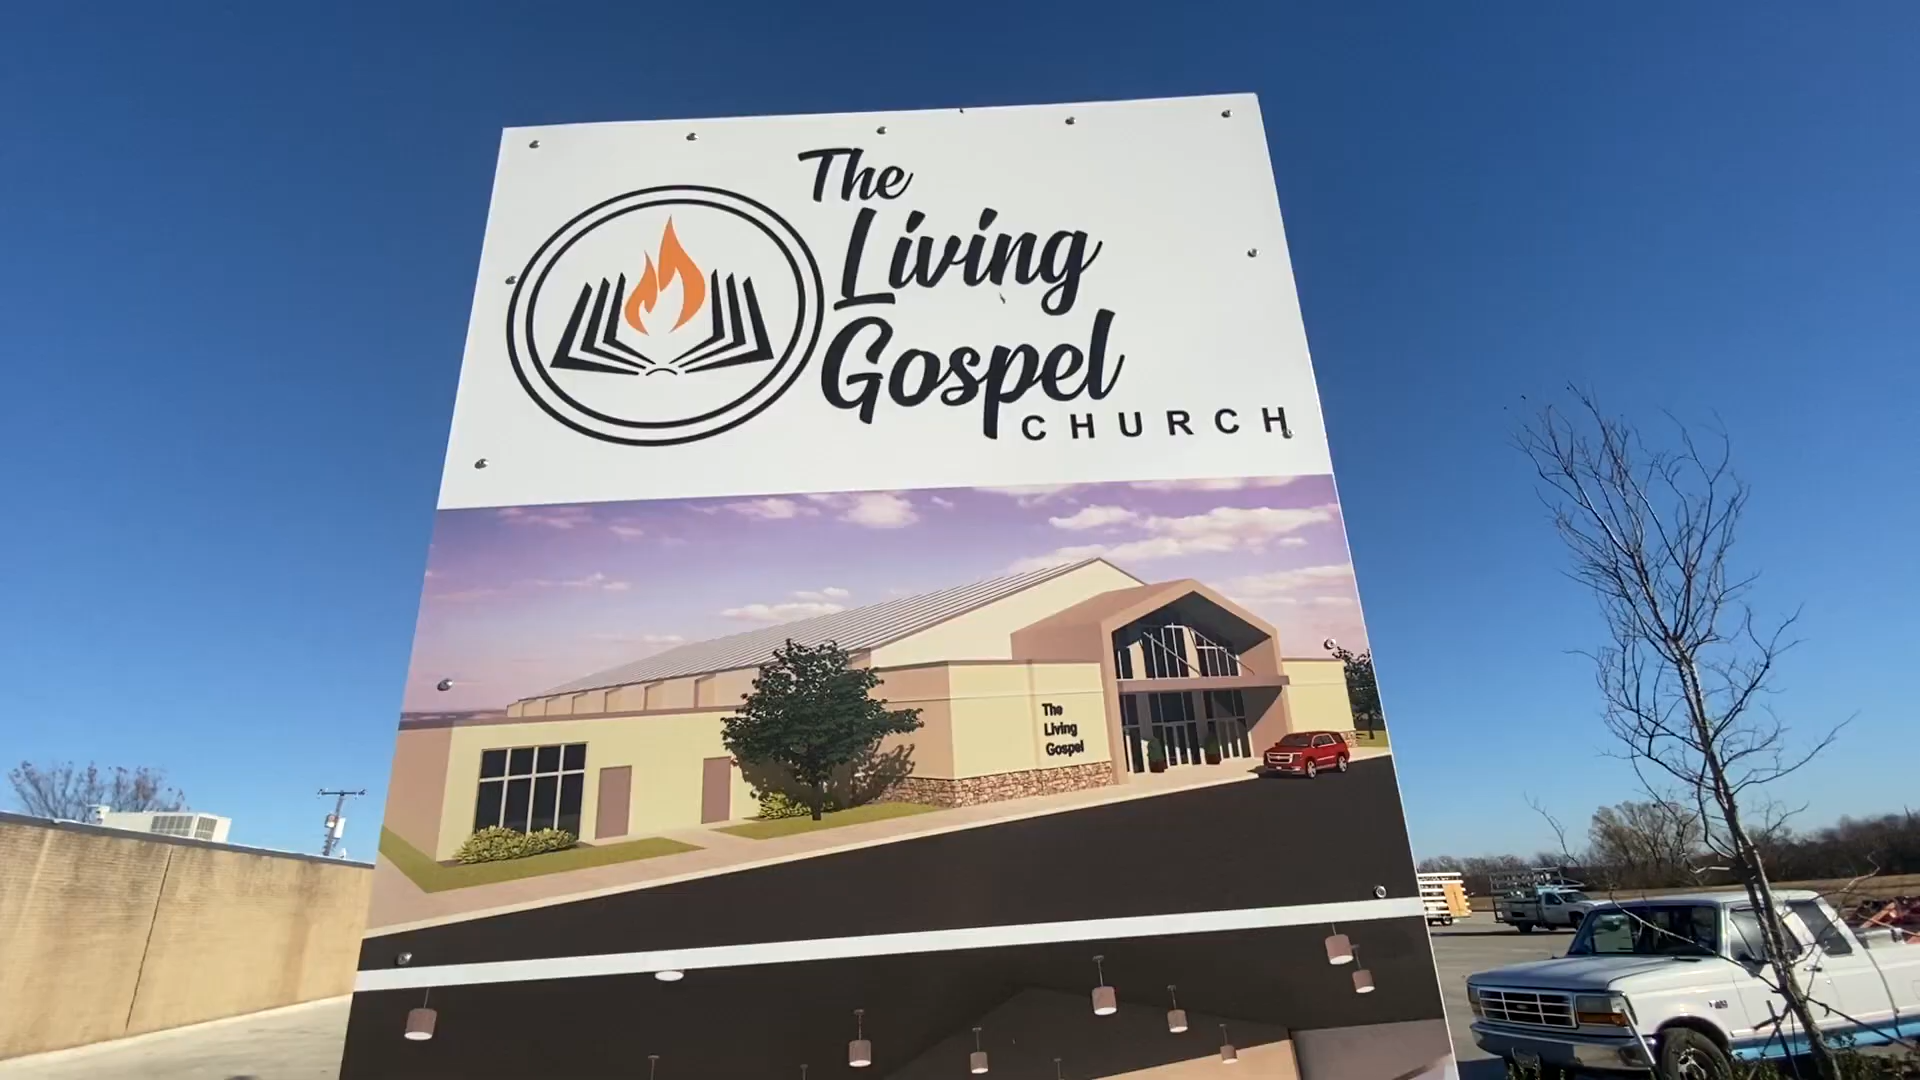 The
Living
Gospel
CHURCH
The
Living
Gospel